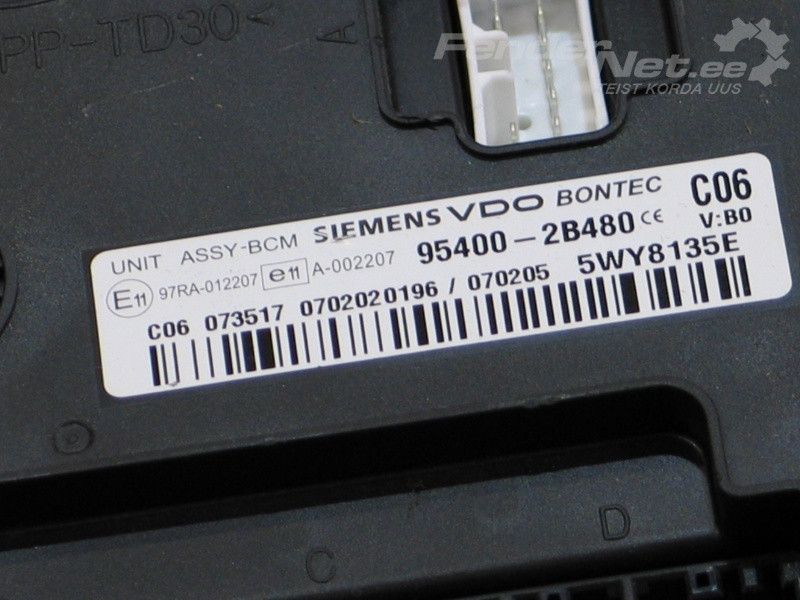 PP-TD30<
A
FenderNet.ee
TEIST KORDA UUS
UNIT ASSY-BCM SIEMENS VDO BONTEC C06
E11 97RA-012207 e11 A-002207 95400-2B480 CE V:B0
C06 073517 0702020196/070205 5WY8135E
C
D